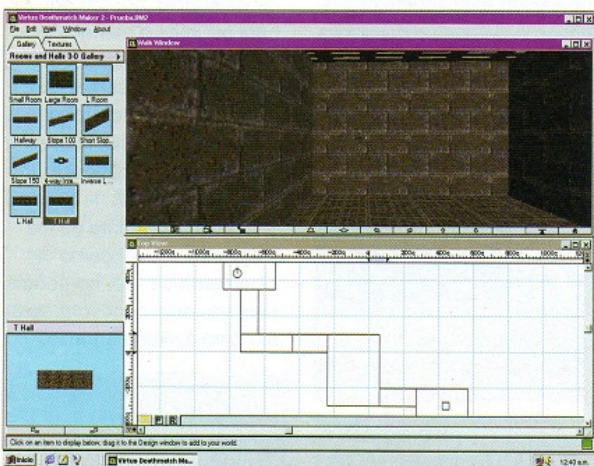 Virtus Deathmatch Maker 2 - Prueba.DM2
File Edit Walk Window About
Gallery Textures
Rooms and Halls 3-D Gallery
Small Room Large Room L Room
Hallway Slope 100 Short Slop...
Slope 150 4-way Inte... Inverse L ...
L Hall T Hall
Walk Window
Top View
T Hall
Click on an item to display below; drag it to the Design window to add to your world.
Inicio
Virtus Deathmatch Ma...
12:40 a.m.